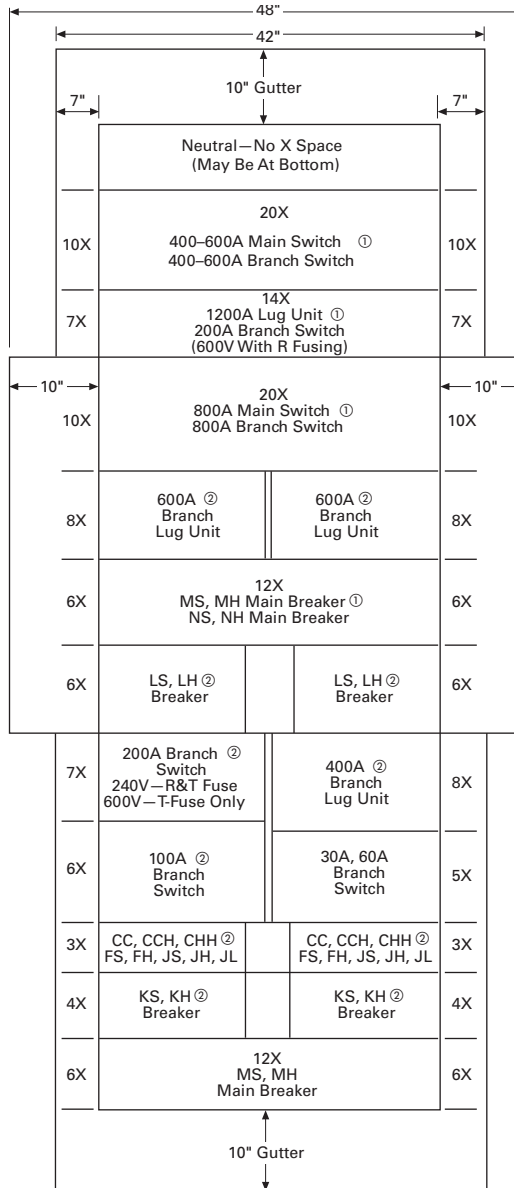 48"
42"
10" Gutter
7" 7"
Neutral—No X Space
(May Be At Bottom)
20X
10X 400–600A Main Switch ① 10X
400–600A Branch Switch
14X
7X 1200A Lug Unit ① 7X
200A Branch Switch
(600V With R Fusing)
10" 10"
20X
10X 800A Main Switch ① 10X
800A Branch Switch
600A ② 600A ②
8X Branch Branch 8X
Lug Unit Lug Unit
12X
6X MS, MH Main Breaker ① 6X
NS, NH Main Breaker
6X LS, LH ② LS, LH ② 6X
Breaker Breaker
200A Branch ② 400A ②
7X Switch Branch 8X
240V—R&T Fuse Lug Unit
600V—T-Fuse Only
100A ② 30A, 60A
6X Branch Branch 5X
Switch Switch
3X CC, CCH, CHH ② CC, CCH, CHH ② 3X
FS, FH, JS, JH, JL FS, FH, JS, JH, JL
4X KS, KH ② KS, KH ② 4X
Breaker Breaker
12X
6X MS, MH 6X
Main Breaker
10" Gutter